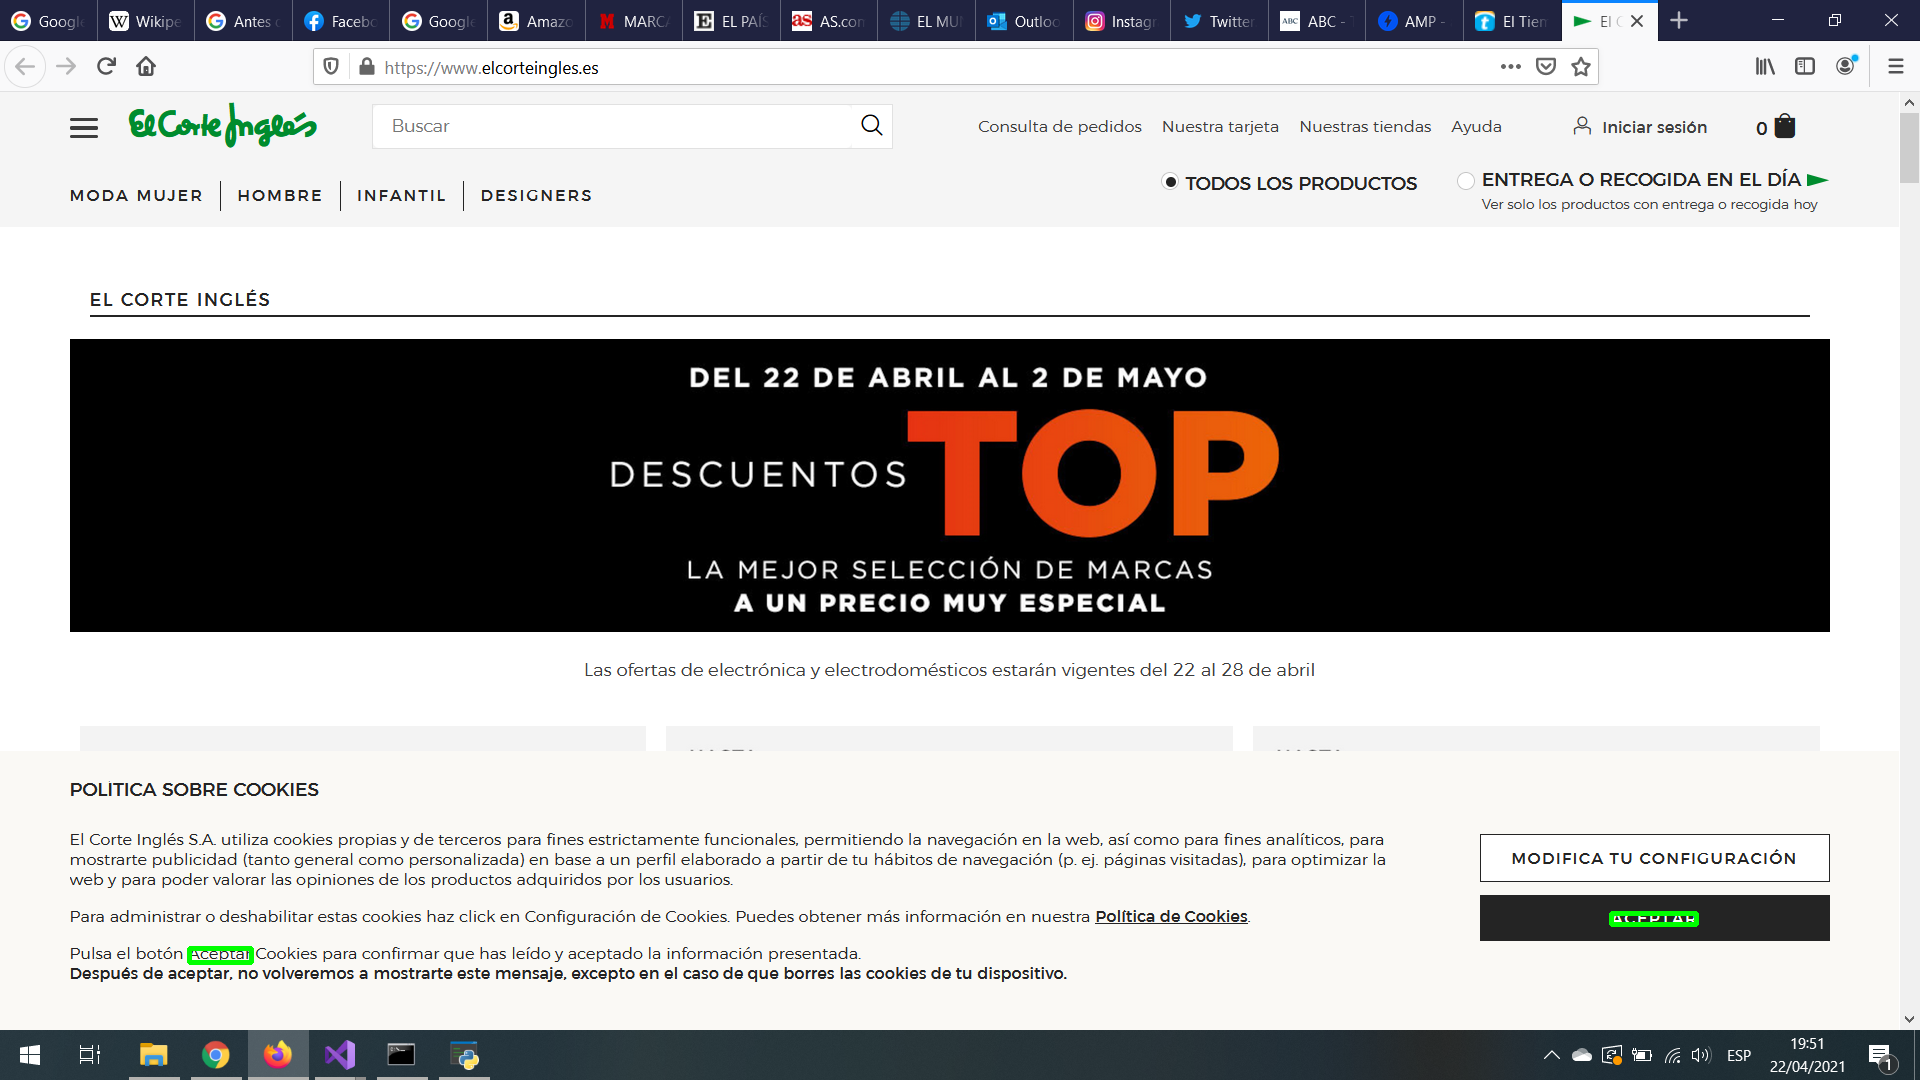 Google
Wikipe
Antes
Facebo
Google
Amazo
MARCA
EL PAÍS
AS.com
EL MU
Outloo
Instagr
Twitter
ABC -
AMP -
El Tiem
El C
https://www.elcorteingles.es
El Corte Inglés
Buscar
Consulta de pedidos
Nuestra tarjeta
Nuestras tiendas
Ayuda
Iniciar sesión
0
MODA MUJER
HOMBRE
INFANTIL
DESIGNERS
TODOS LOS PRODUCTOS
ENTREGA O RECOGIDA EN EL DÍA
Ver solo los productos con entrega o recogida hoy
EL CORTE INGLÉS
DEL 22 DE ABRIL AL 2 DE MAYO
DESCUENTOS TOP
LA MEJOR SELECCIÓN DE MARCAS
A UN PRECIO MUY ESPECIAL
Las ofertas de electrónica y electrodomésticos estarán vigentes del 22 al 28 de abril
POLÍTICA SOBRE COOKIES
El Corte Inglés S.A. utiliza cookies propias y de terceros para fines estrictamente funcionales, permitiendo la navegación en la web, así como para fines analíticos, para
mostrarte publicidad (tanto general como personalizada) en base a un perfil elaborado a partir de tu hábitos de navegación (p. ej. páginas visitadas), para optimizar la
web y para poder valorar las opiniones de los productos adquiridos por los usuarios.
Para administrar o deshabilitar estas cookies haz click en Configuración de Cookies. Puedes obtener más información en nuestra Política de Cookies.
Pulsa el botón Aceptar Cookies para confirmar que has leído y aceptado la información presentada.
Después de aceptar, no volveremos a mostrarte este mensaje, excepto en el caso de que borres las cookies de tu dispositivo.
MODIFICA TU CONFIGURACIÓN
ACEPTAR
ESP
19:51
22/04/2021
1